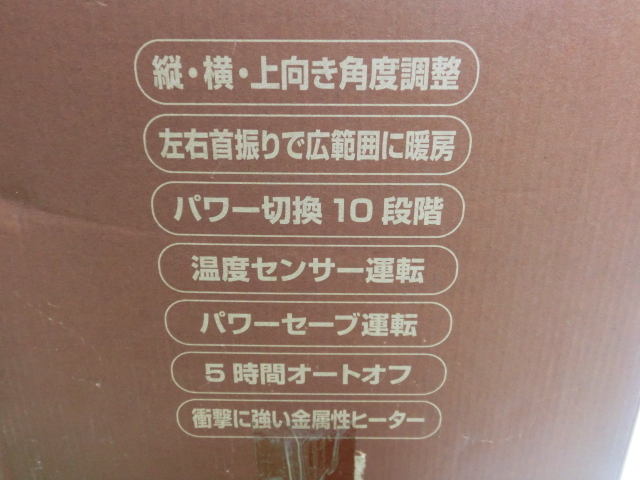 縦・横・上向き角度調整
左右首振りで広範囲に暖房
パワー切換10段階
温度センサー運転
パワーセーブ運転
5時間オートオフ
衝撃に強い金属性ヒーター